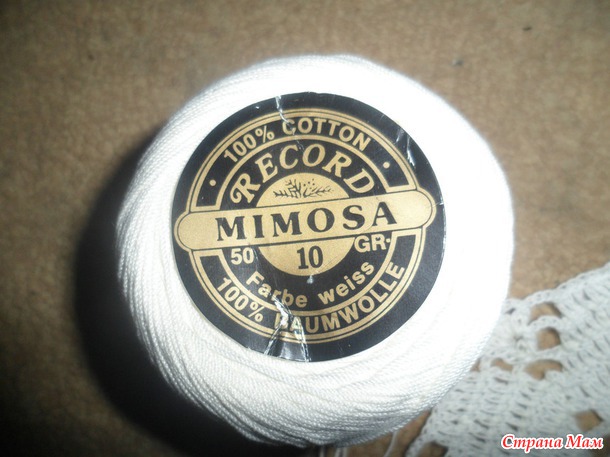 100% COTTON
RECORD
MIMOSA
50 10 GR.
Farbe weiss
100% BAUMWOLLE
Страна Мам